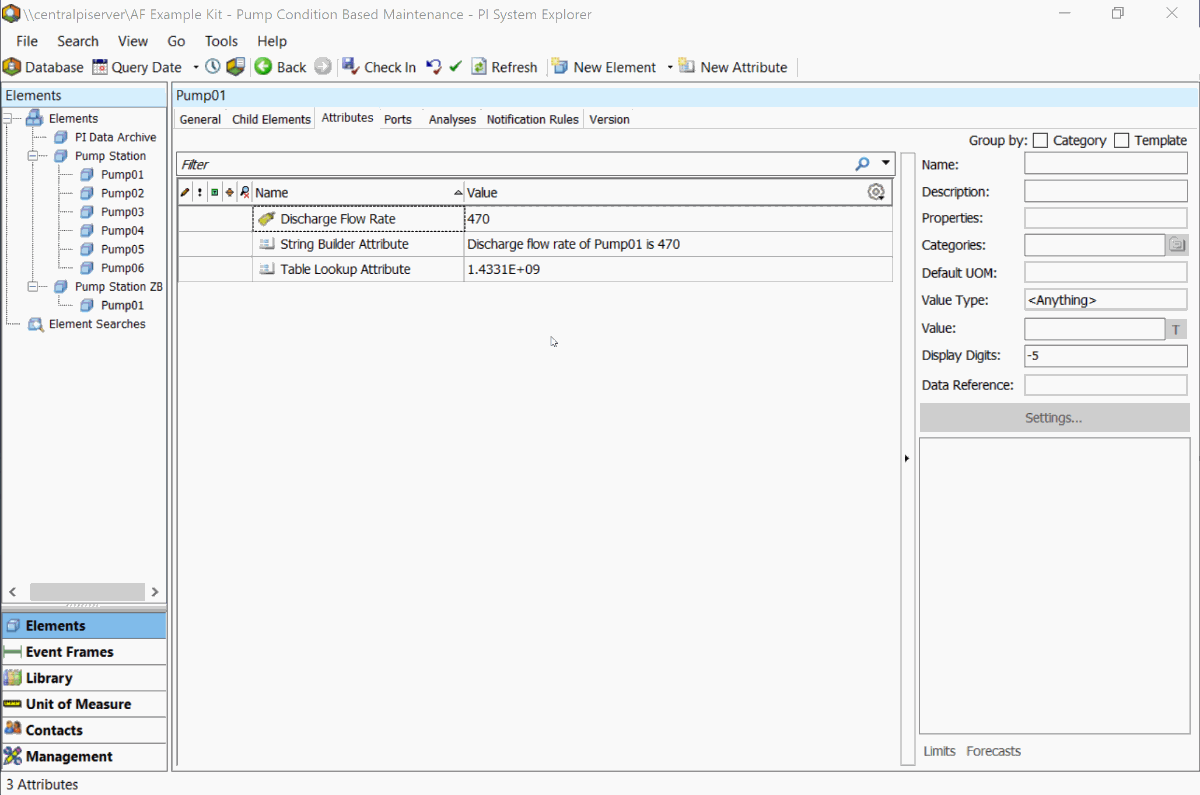 \\centralpiserver\AF Example Kit - Pump Condition Based Maintenance - PI System Explorer
File Search View Go Tools Help
Database Query Date Back Check In Refresh New Element New Attribute
Elements
Elements
PI Data Archive
Pump Station
Pump01
Pump02
Pump03
Pump04
Pump05
Pump06
Pump Station ZB
Pump01
Element Searches
Elements
Event Frames
Library
Unit of Measure
Contacts
Management
Pump01
General Child Elements Attributes Ports Analyses Notification Rules Version
Filter
Name Value
Discharge Flow Rate 470
String Builder Attribute Discharge flow rate of Pump01 is 470
Table Lookup Attribute 1.4331E+09
Group by: Category Template
Name:
Description:
Properties:
Categories:
Default UOM:
Value Type: <Anything>
Value: T
Display Digits: -5
Data Reference:
Settings...
Limits Forecasts
3 Attributes